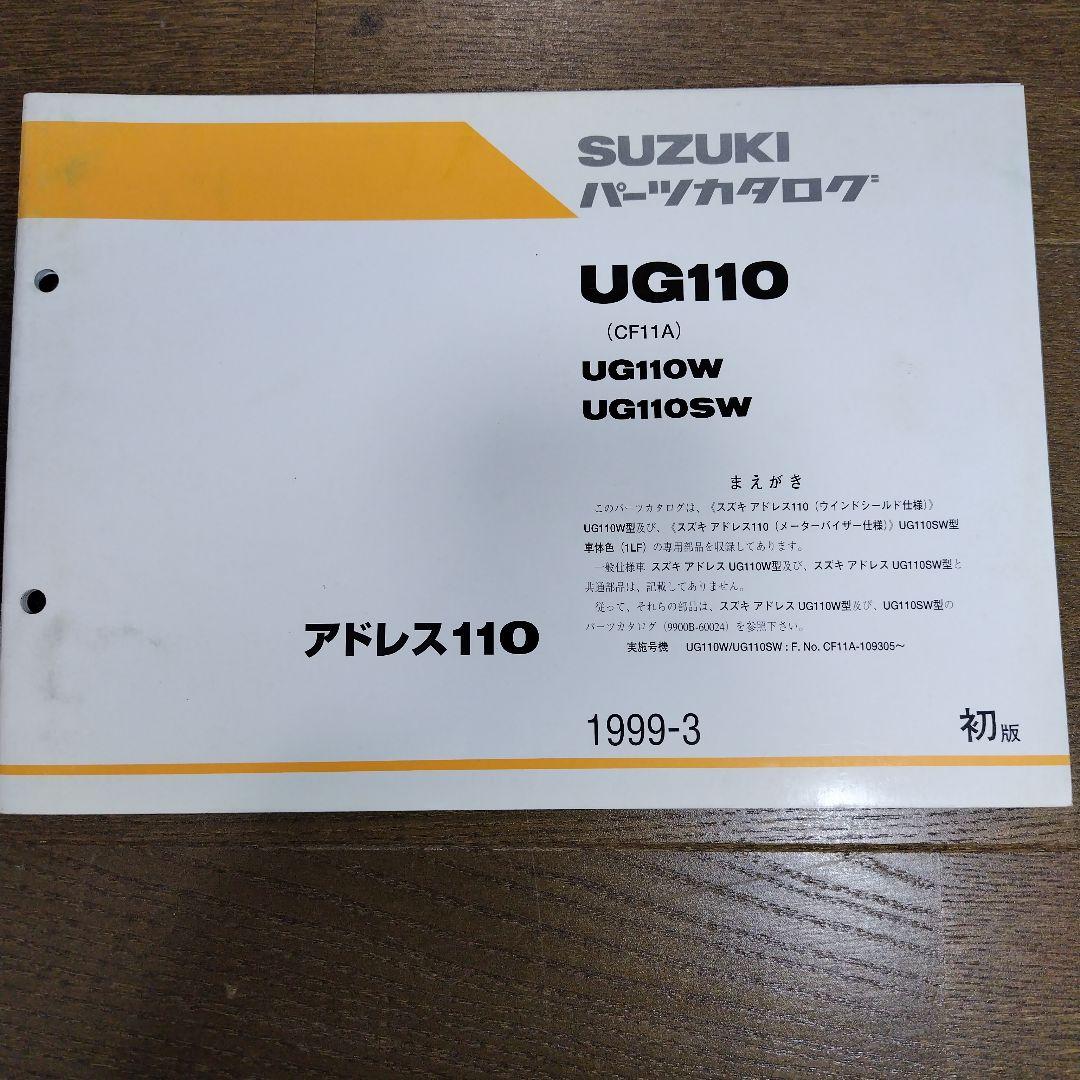 SUZUKI
パーツカタログ
UG110
(CF11A)
UG110W
UG110SW
まえがき
このパーツカタログは、《スズキ アドレス110（ウインドシールド仕様）》
UG110W型及び、《スズキ アドレス110（メーターバイザー仕様）》UG110SW型
車体色（1LF）の専用部品を収録してあります。
一般仕様車 スズキ アドレス UG110W型及び、スズキ アドレス UG110SW型と
共通部品は、記載してありません。
従って、それらの部品は、スズキ アドレス UG110W型及び、UG110SW型の
パーツカタログ（9900B-60024）を参照下さい。
実施号機 UG110W/UG110SW : F. No. CF11A-109305〜
アドレス110
1999-3 初版